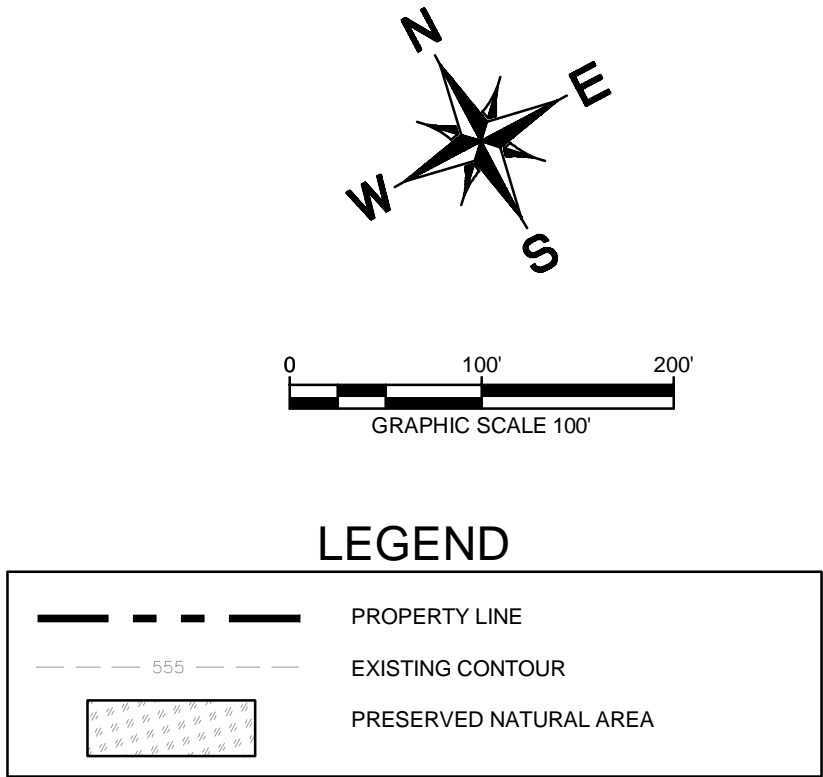 N
E
W
S
0 100' 200'
GRAPHIC SCALE 100'
LEGEND
PROPERTY LINE
555 EXISTING CONTOUR
PRESERVED NATURAL AREA